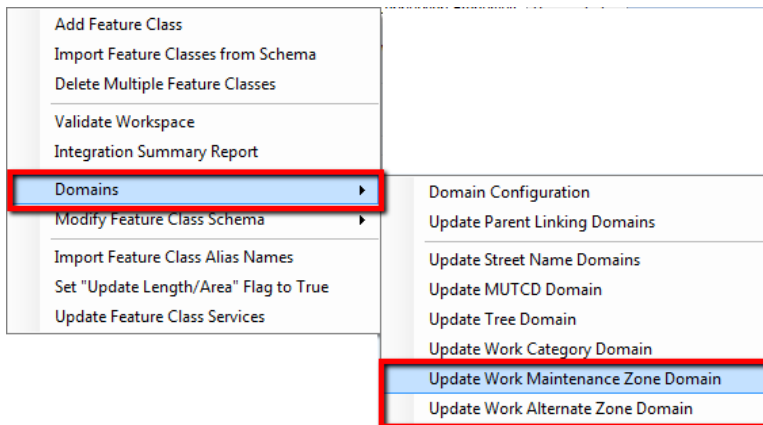 Add Feature Class
Import Feature Classes from Schema
Delete Multiple Feature Classes
Validate Workspace
Integration Summary Report
Domains
Modify Feature Class Schema
Import Feature Class Alias Names
Set "Update Length/Area" Flag to True
Update Feature Class Services
Domain Configuration
Update Parent Linking Domains
Update Street Name Domains
Update MUTCD Domain
Update Tree Domain
Update Work Category Domain
Update Work Maintenance Zone Domain
Update Work Alternate Zone Domain